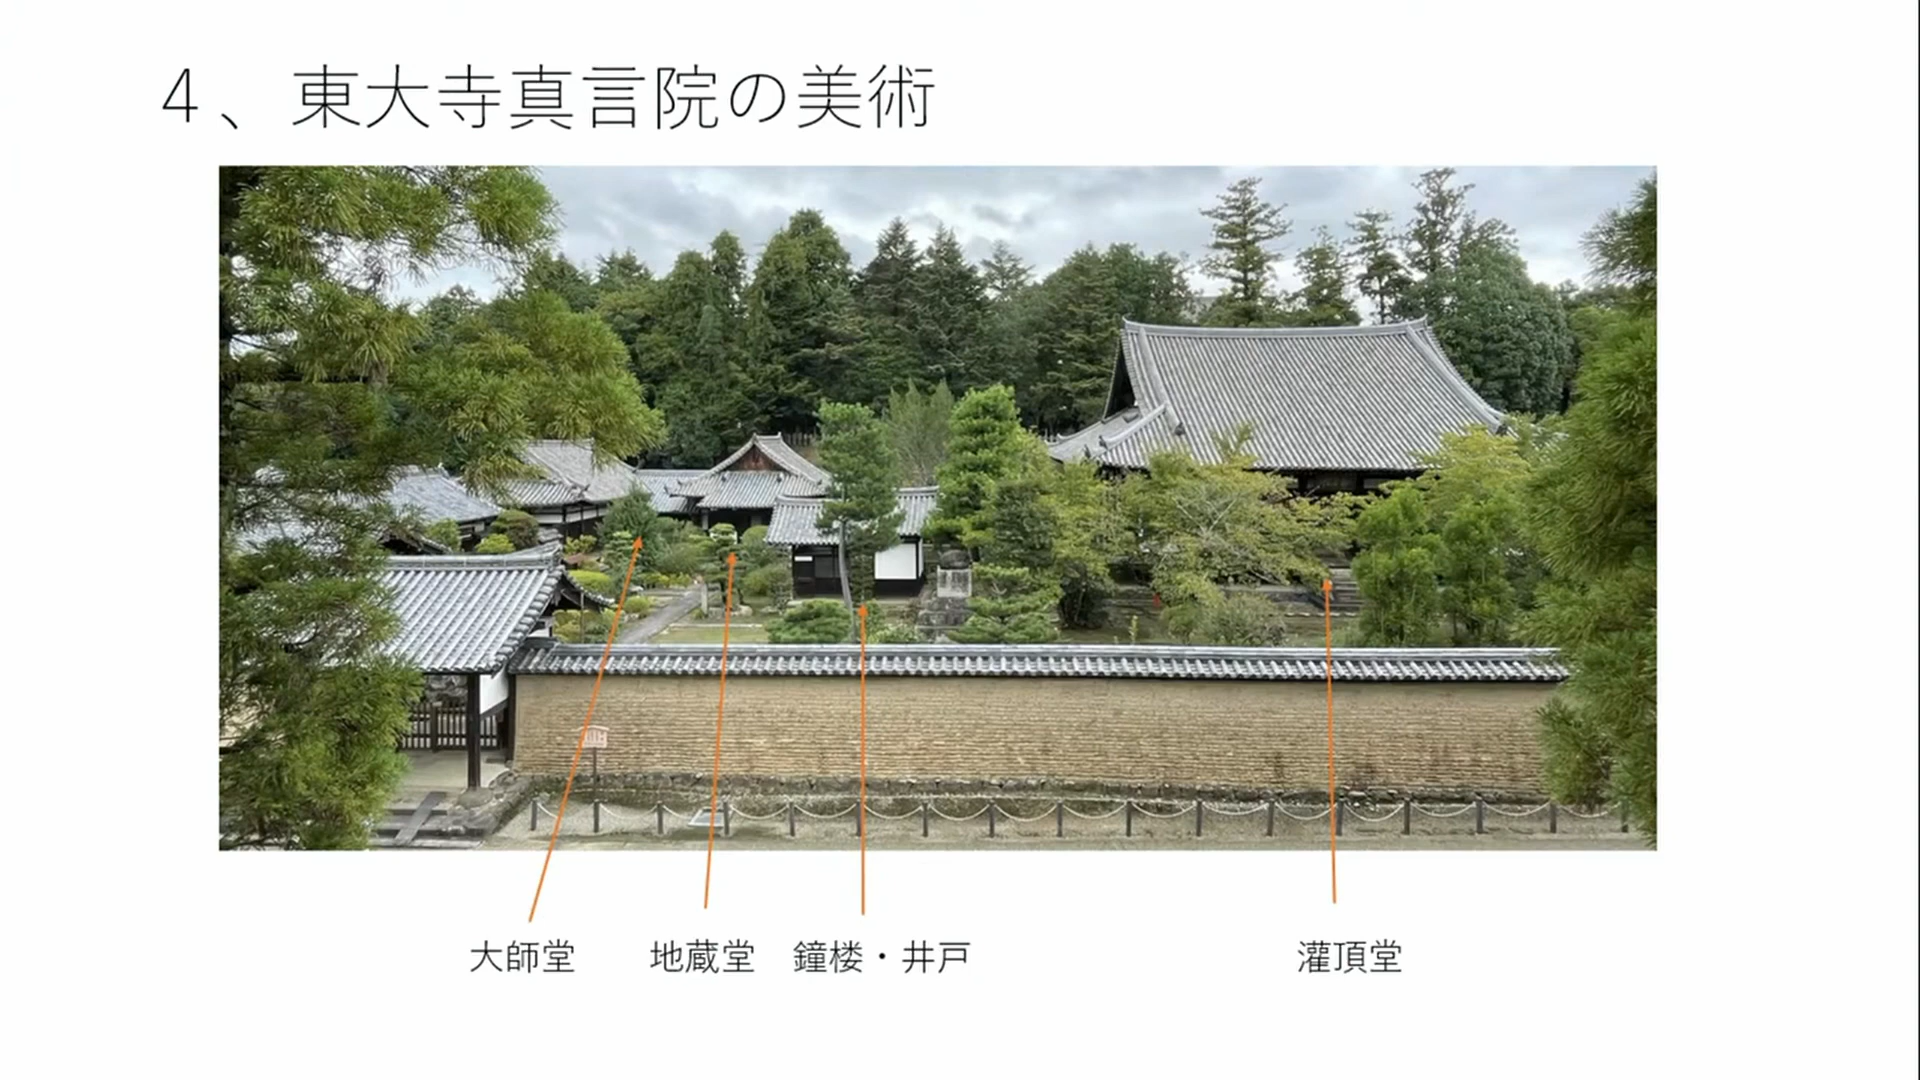 ４、東大寺真言院の美術
大師堂
地蔵堂
鐘楼・井戸
灌頂堂